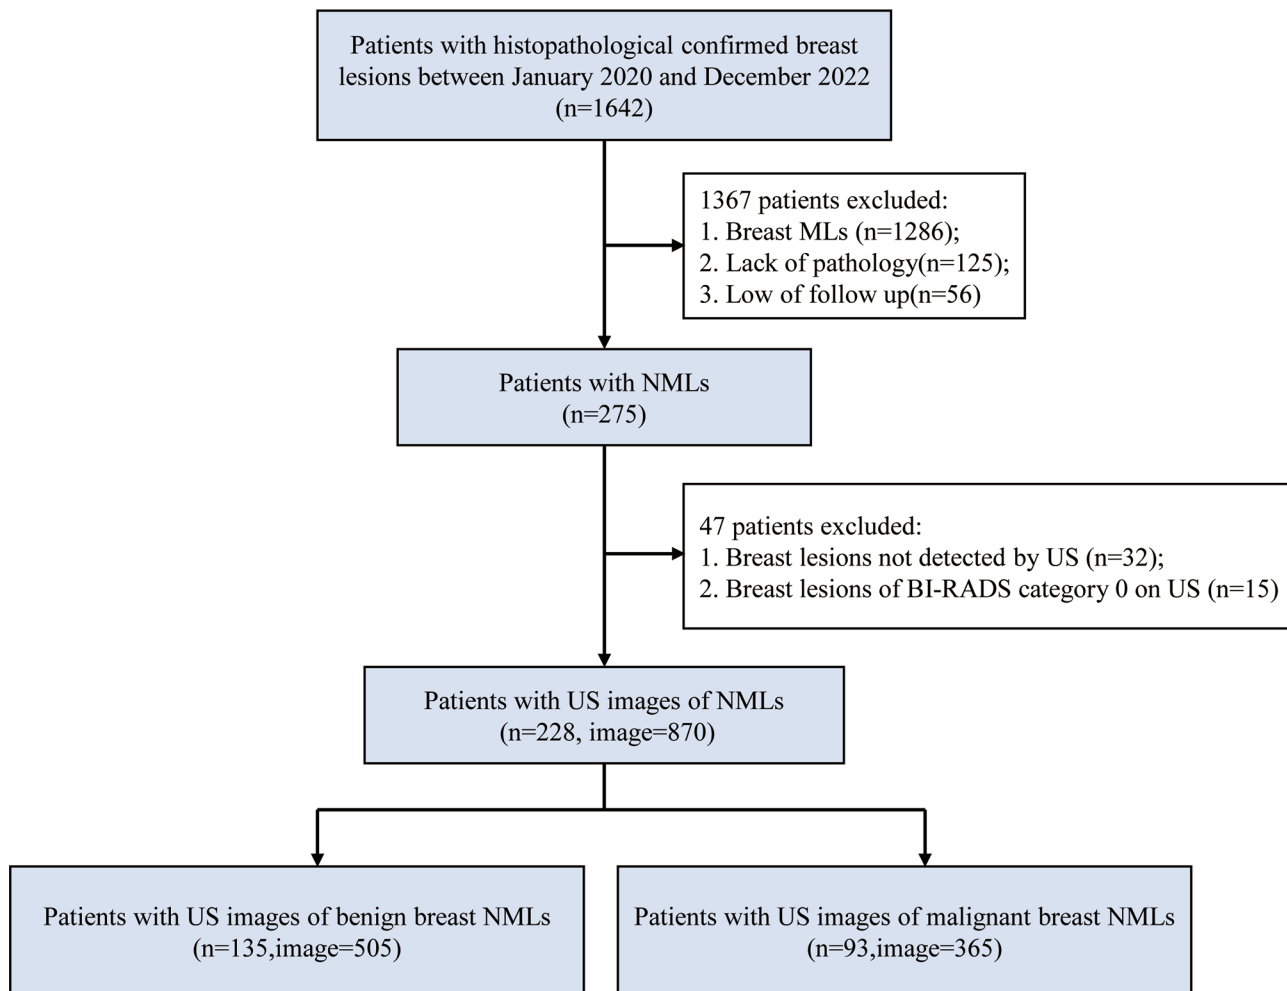 Patients with histopathological confirmed breast
lesions between January 2020 and December 2022
(n=1642)
1367 patients excluded:
1. Breast MLs (n=1286);
2. Lack of pathology(n=125);
3. Low of follow up(n=56)
Patients with NMLs
(n=275)
47 patients excluded:
1. Breast lesions not detected by US (n=32);
2. Breast lesions of BI-RADS category 0 on US (n=15)
Patients with US images of NMLs
(n=228, image=870)
Patients with US images of benign breast NMLs
(n=135,image=505)
Patients with US images of malignant breast NMLs
(n=93,image=365)